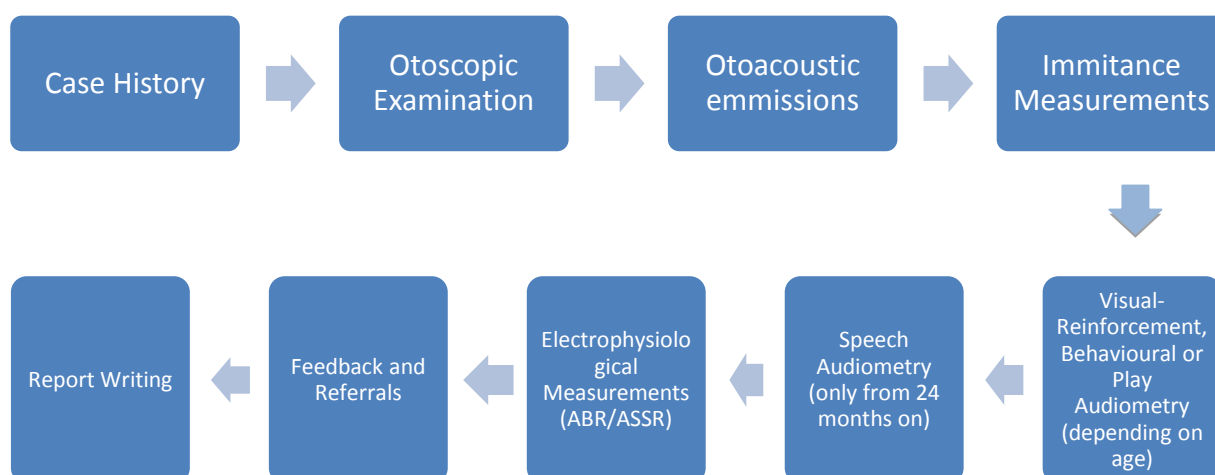 Case History
Otoscopic
Examination
Otoacoustic
emmissions
Immitance
Measurements
Visual-
Reinforcement,
Behavioural or
Play
Audiometry
(depending on
age)
Speech
Audiometry
(only from 24
months on)
Electrophysiolo
gical
Measurements
(ABR/ASSR)
Feedback and
Referrals
Report Writing